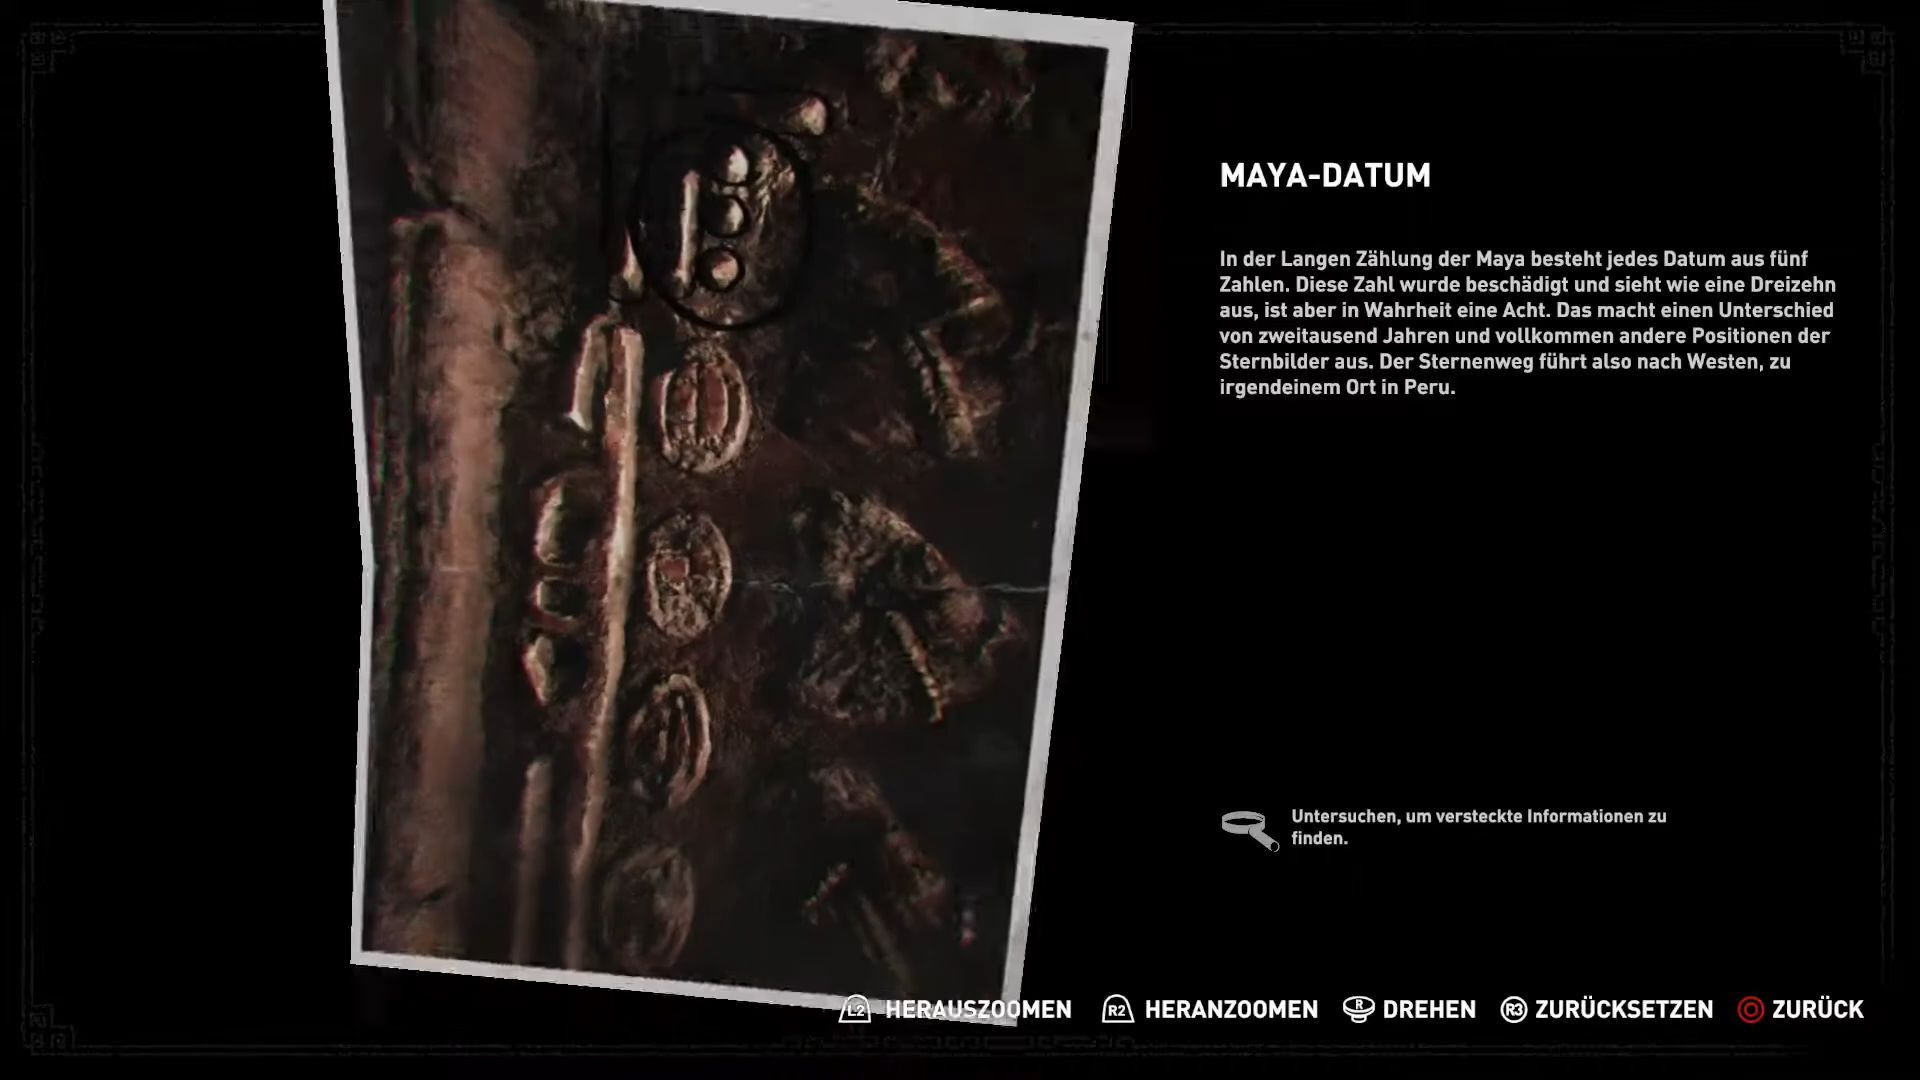 MAYA-DATUM
In der Langen Zählung der Maya besteht jedes Datum aus fünf
Zahlen. Diese Zahl wurde beschädigt und sieht wie eine Dreizehn
aus, ist aber in Wahrheit eine Acht. Das macht einen Unterschied
von zweitausend Jahren und vollkommen andere Positionen der
Sternbilder aus. Der Sternenweg führt also nach Westen, zu
irgendeinem Ort in Peru.
Untersuchen, um versteckte Informationen zu
finden.
L2 HERAUSZOOMEN R2 HERANZOOMEN R DREHEN R3 ZURÜCKSETZEN ZURÜCK